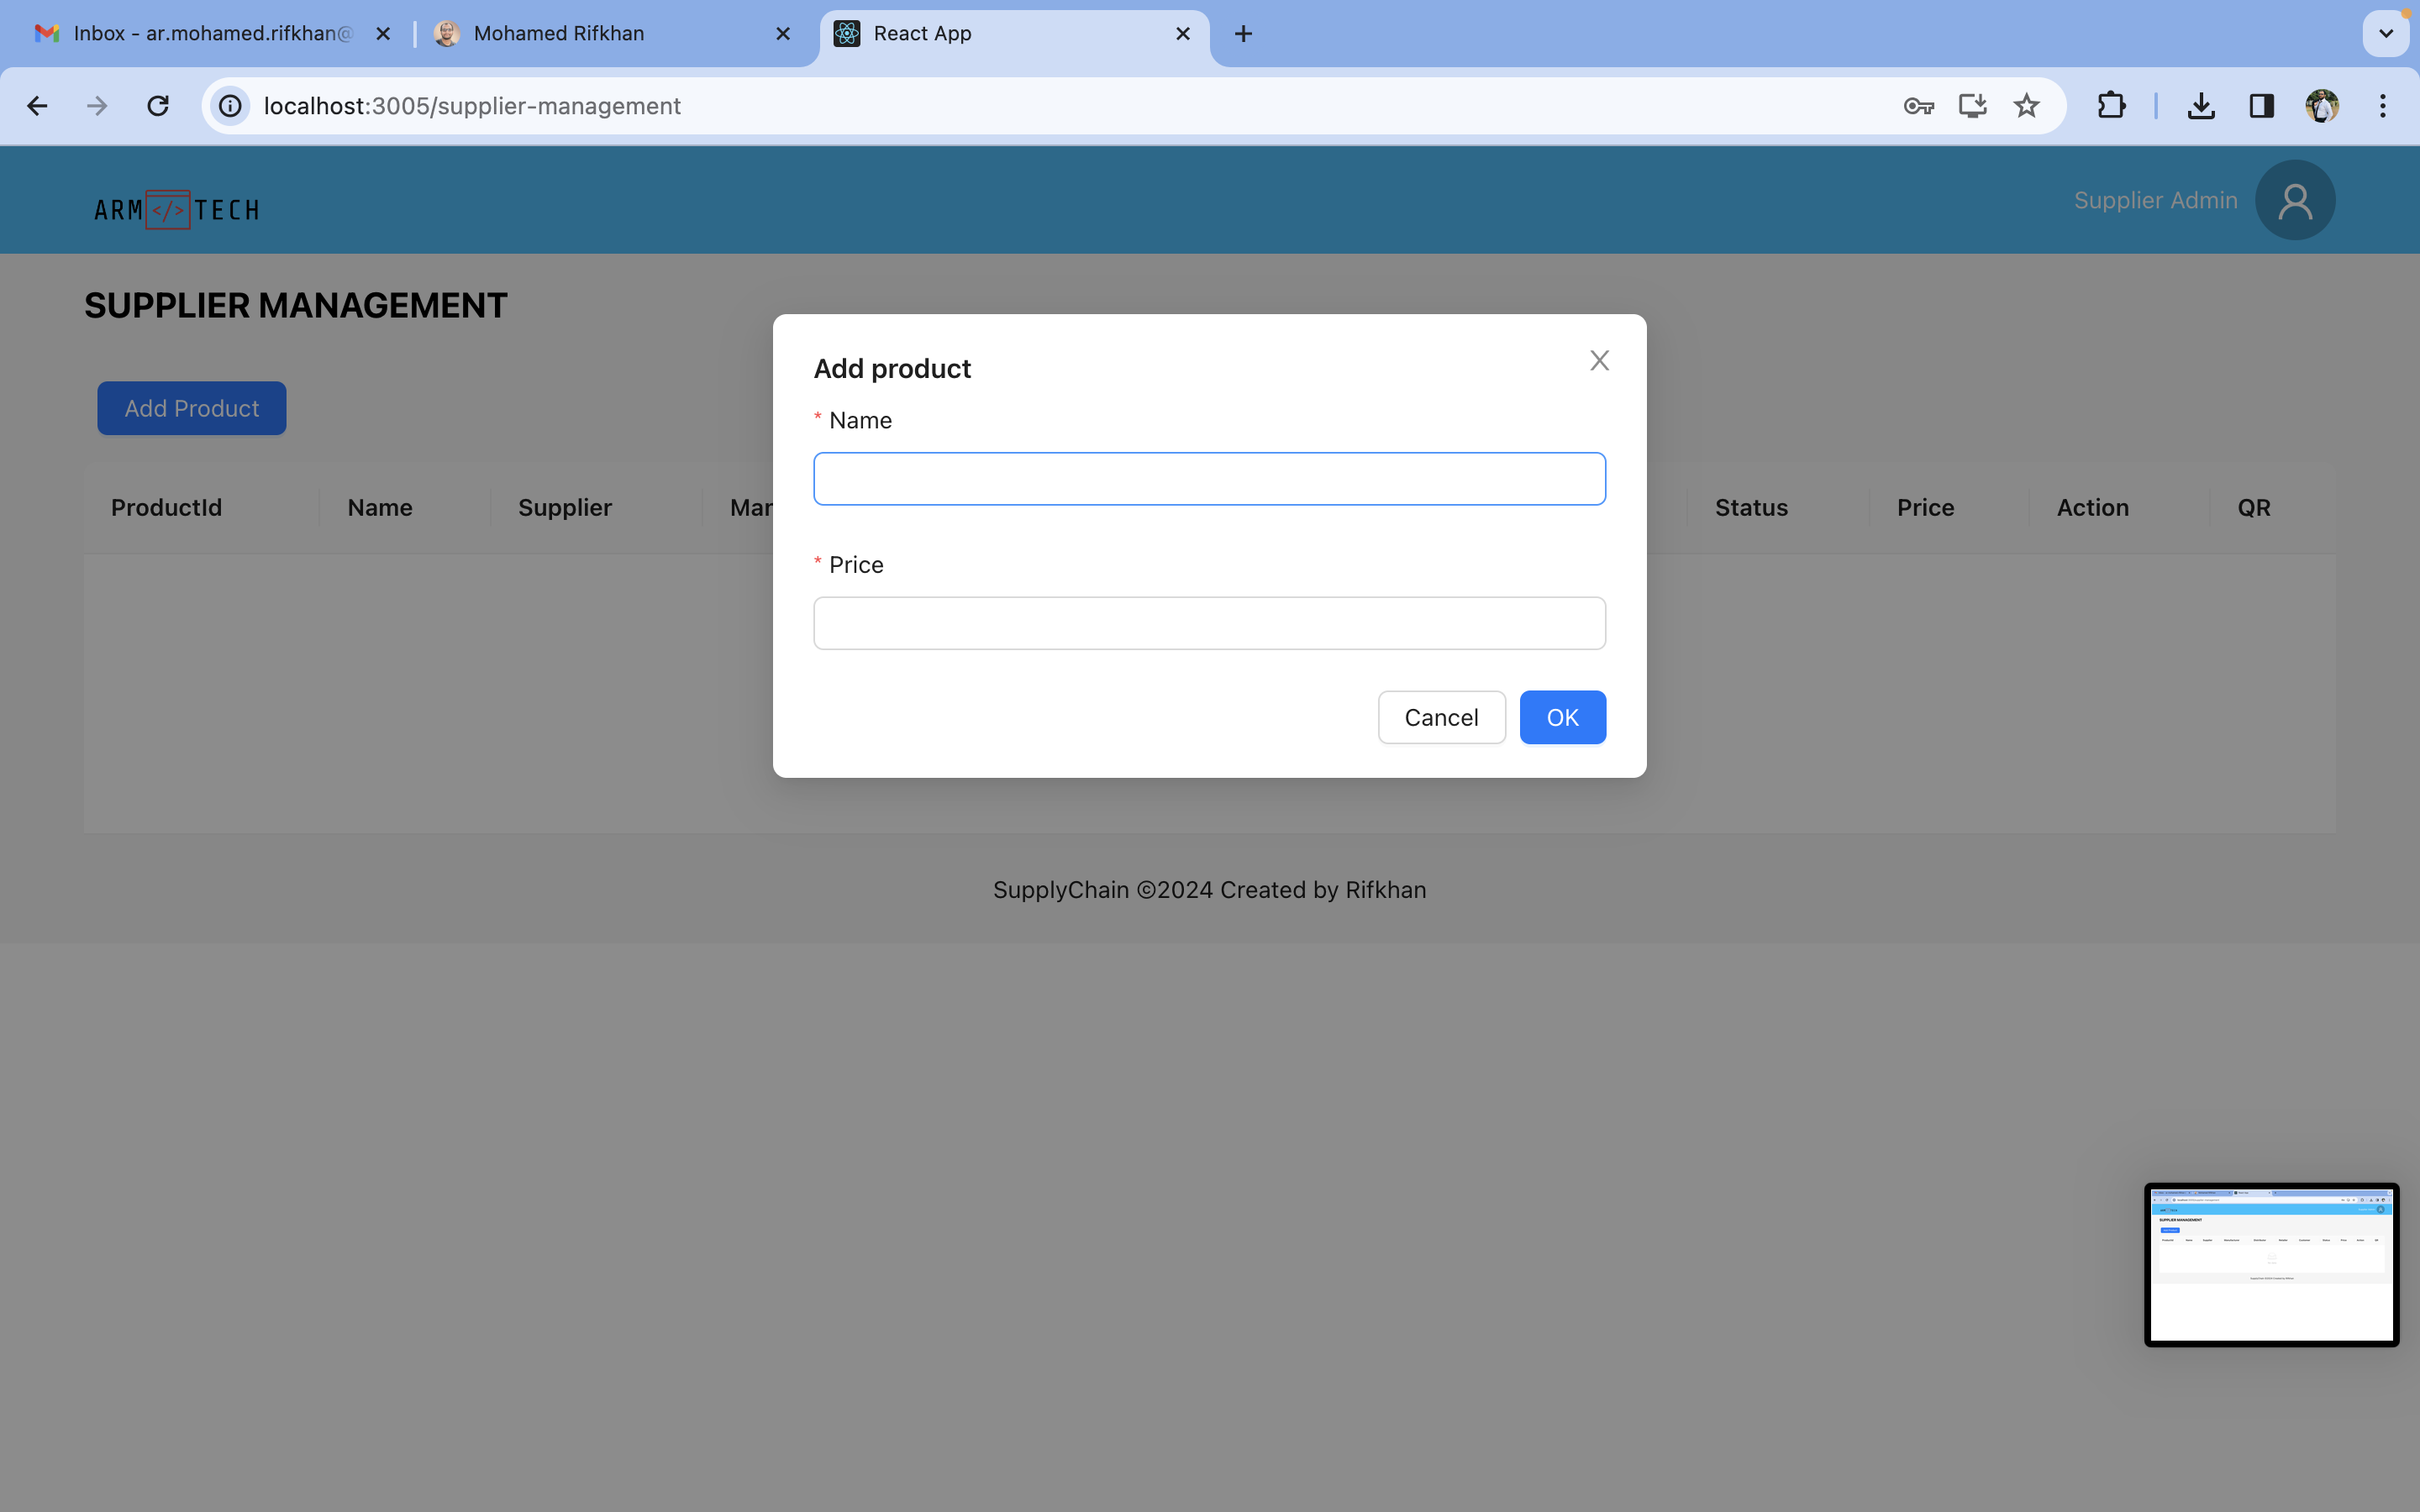 Inbox - ar.mohamed.rifkhan@
Mohamed Rifkhan
React App
localhost:3005/supplier-management
ARM </> TECH
Supplier Admin
SUPPLIER MANAGEMENT
Add Product
Add product
* Name
* Price
Cancel
OK
ProductId
Name
Supplier
Mar
Status
Price
Action
QR
SupplyChain ©2024 Created by Rifkhan
SUPPLIER MANAGEMENT